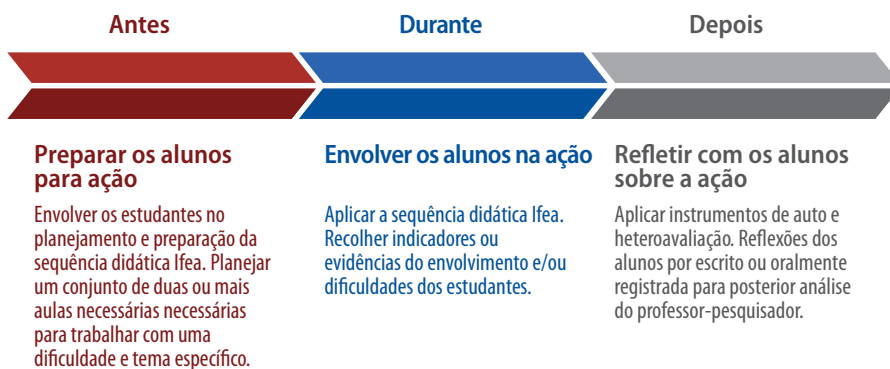 Antes
Durante
Depois
Preparar os alunos
para ação
Envolver os estudantes no
planejamento e preparação da
sequência didática Ifea. Planejar
um conjunto de duas ou mais
aulas necessárias necessárias
para trabalhar com uma
dificuldade e tema específico.
Envolver os alunos na ação
Aplicar a sequência didática Ifea.
Recolher indicadores ou
evidências do envolvimento e/ou
dificuldades dos estudantes.
Refletir com os alunos
sobre a ação
Aplicar instrumentos de auto e
heteroavaliação. Reflexões dos
alunos por escrito ou oralmente
registrada para posterior análise
do professor-pesquisador.